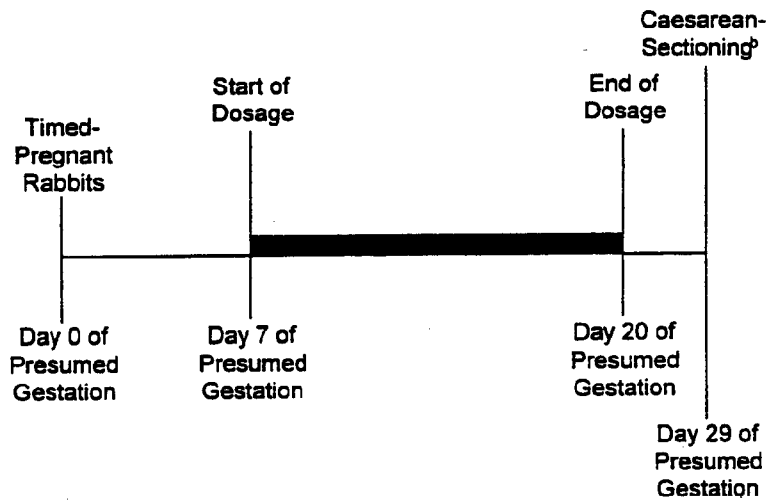 Caesarean-
Sectioningᵇ
Start of
Dosage
End of
Dosage
Timed-
Pregnant
Rabbits
Day 0 of
Presumed
Gestation
Day 7 of
Presumed
Gestation
Day 20 of
Presumed
Gestation
Day 29 of
Presumed
Gestation